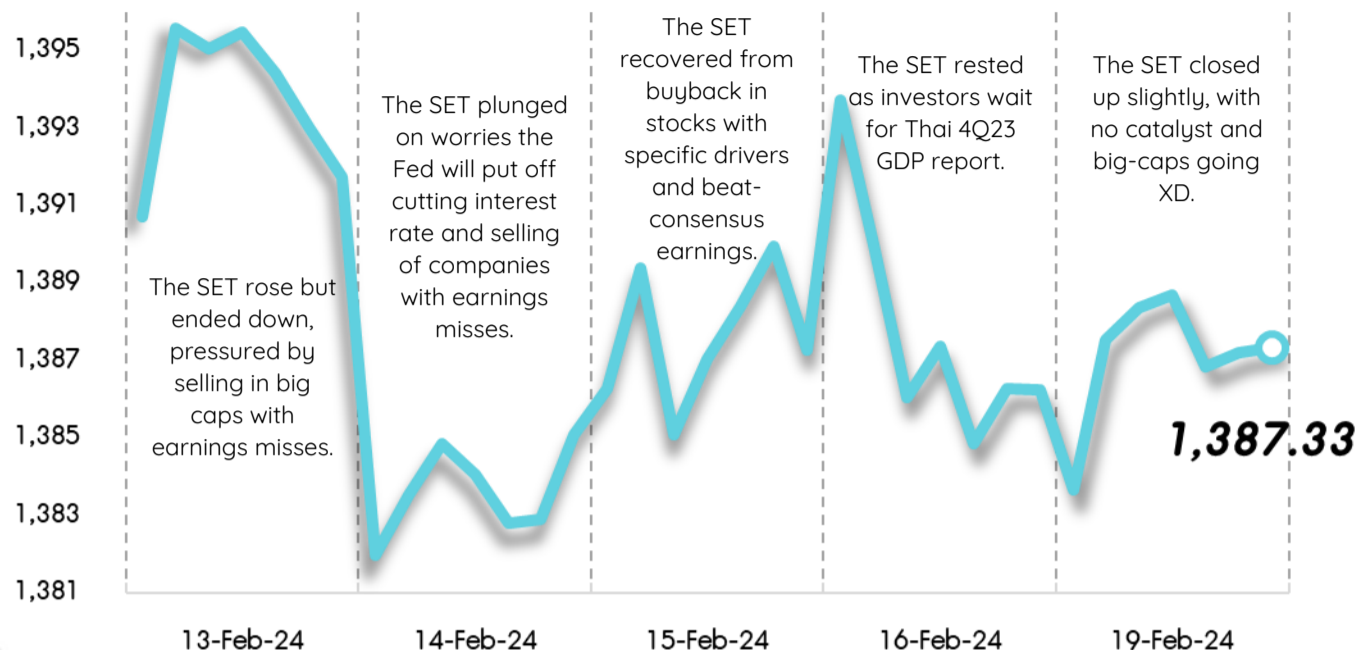 1,395
1,393
1,391
1,389
1,387
1,385
1,383
1,381
The SET rose but
ended down,
pressured by
selling in big
caps with
earnings misses.
The SET plunged
on worries the
Fed will put off
cutting interest
rate and selling
of companies
with earnings
misses.
The SET
recovered from
buyback in
stocks with
specific drivers
and beat-
consensus
earnings.
The SET rested
as investors wait
for Thai 4Q23
GDP report.
The SET closed
up slightly, with
no catalyst and
big-caps going
XD.
1,387.33
13-Feb-24
14-Feb-24
15-Feb-24
16-Feb-24
19-Feb-24